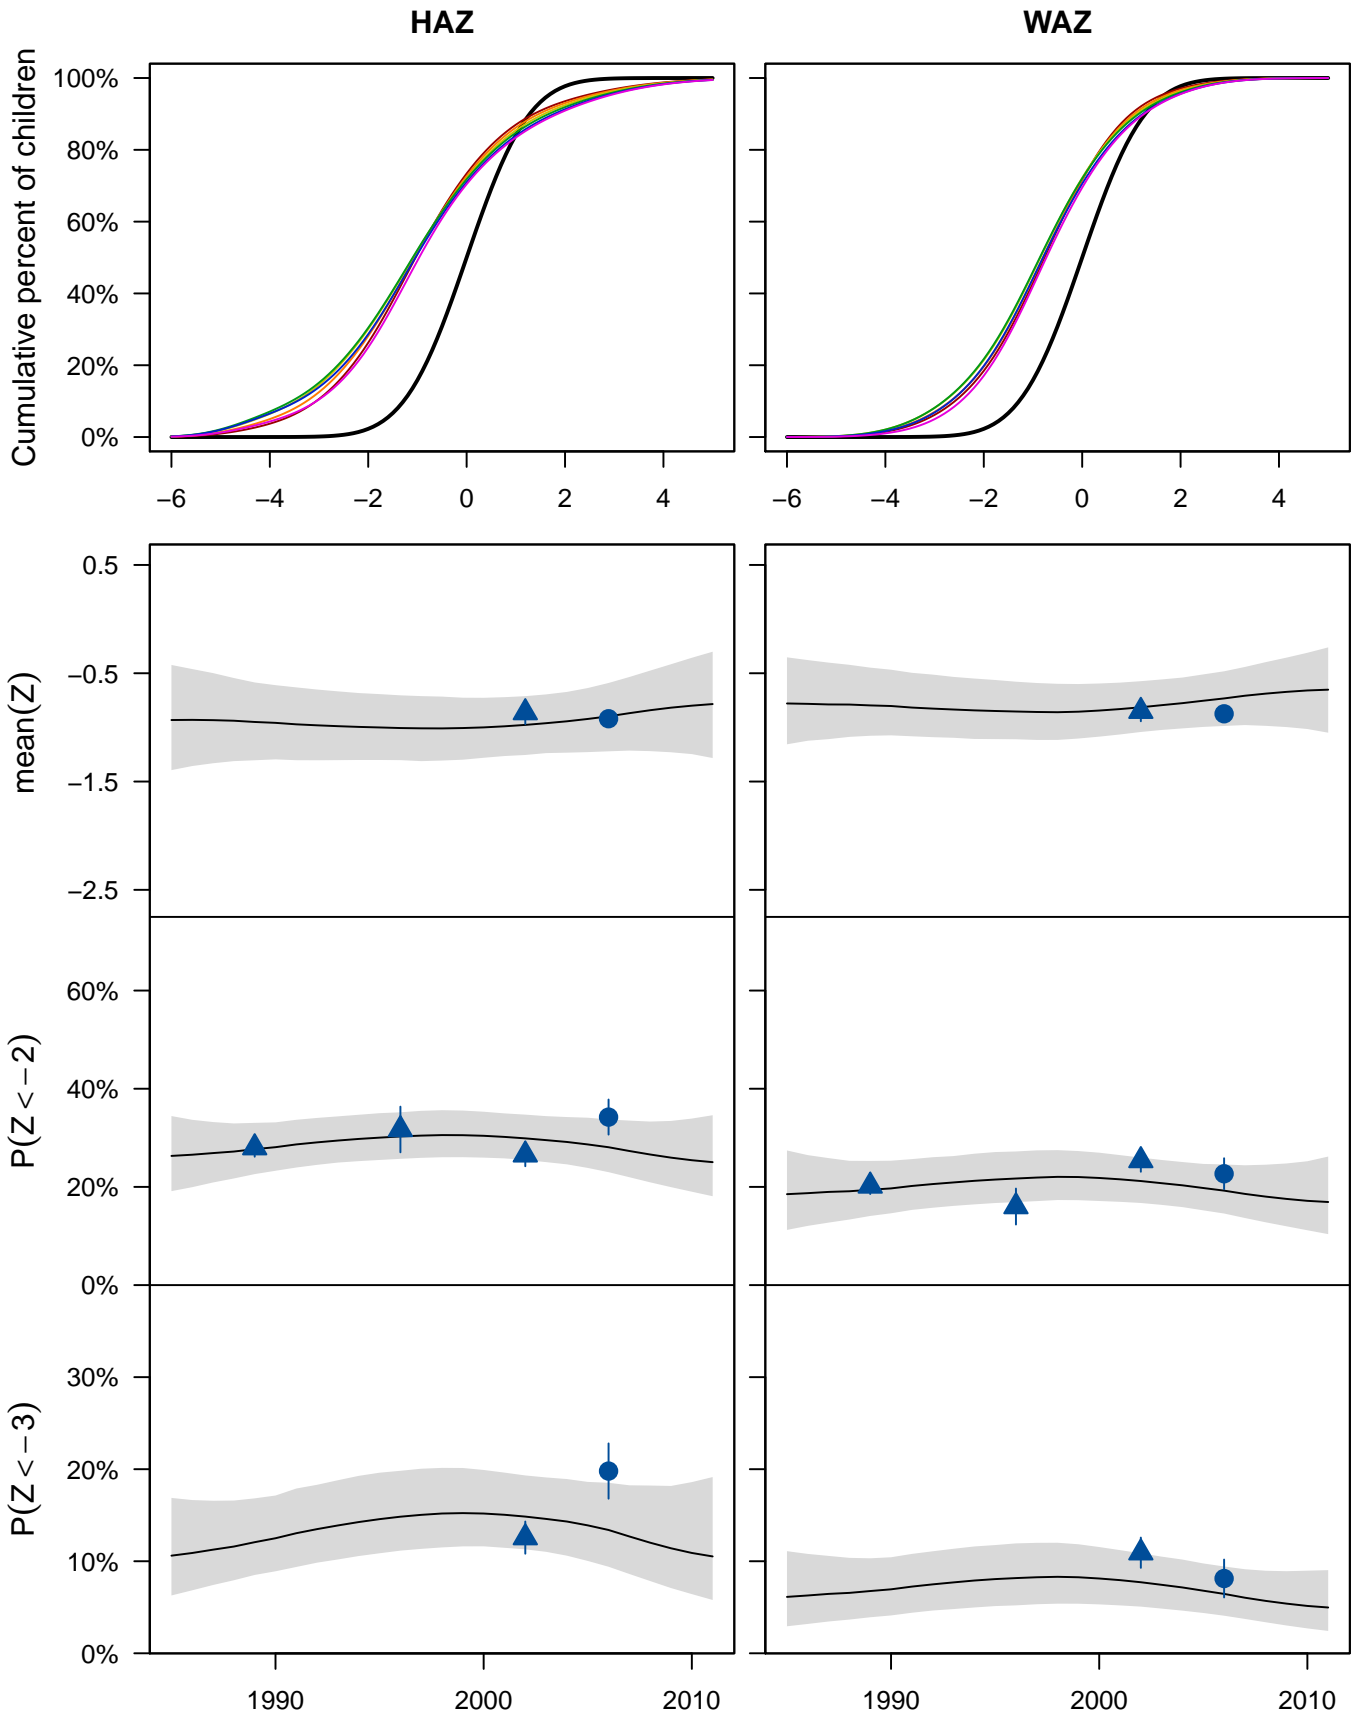 HAZ WAZ
Cumulative percent of children
100%
80%
60%
40%
20%
0%
−6 −4 −2 0 2 4 −6 −4 −2 0 2 4
mean(Z)
0.5
−0.5
−1.5
−2.5
P(Z < −2)
60%
40%
20%
0%
P(Z < −3)
30%
20%
10%
0%
1990 2000 2010 1990 2000 2010